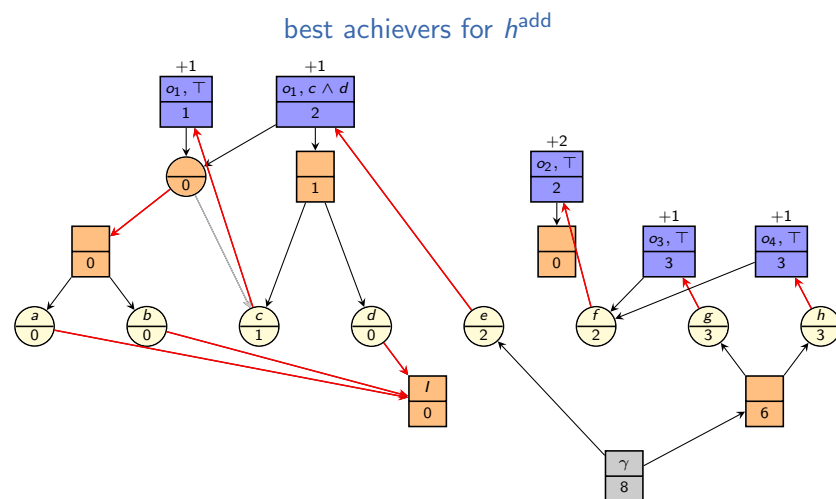 best achievers for h^add
+1 +1
o₁, ⊤ o₁, c ∧ d
1 2
+2
o₂, ⊤
2
0 1
+1 +1
o₃, ⊤ o₄, ⊤
0 0 3 3
a b c d e f g h
0 0 1 0 2 2 3 3
I
0 6
γ
8